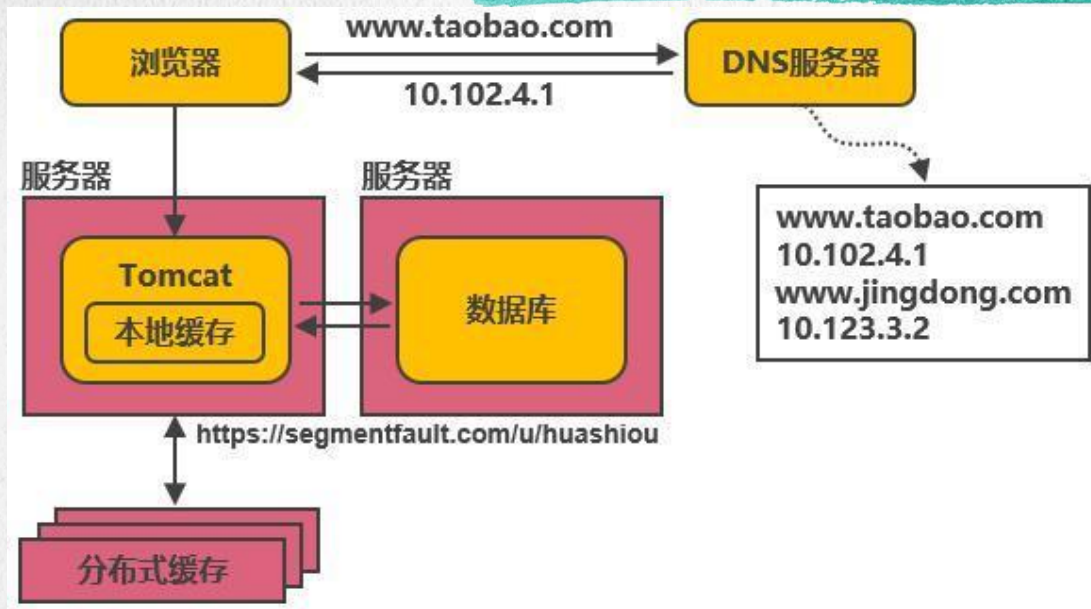 www.taobao.com
浏览器
DNS服务器
10.102.4.1
服务器
服务器
www.taobao.com
10.102.4.1
www.jingdong.com
10.123.3.2
Tomcat
本地缓存
数据库
https://segmentfault.com/u/huashiou
分布式缓存